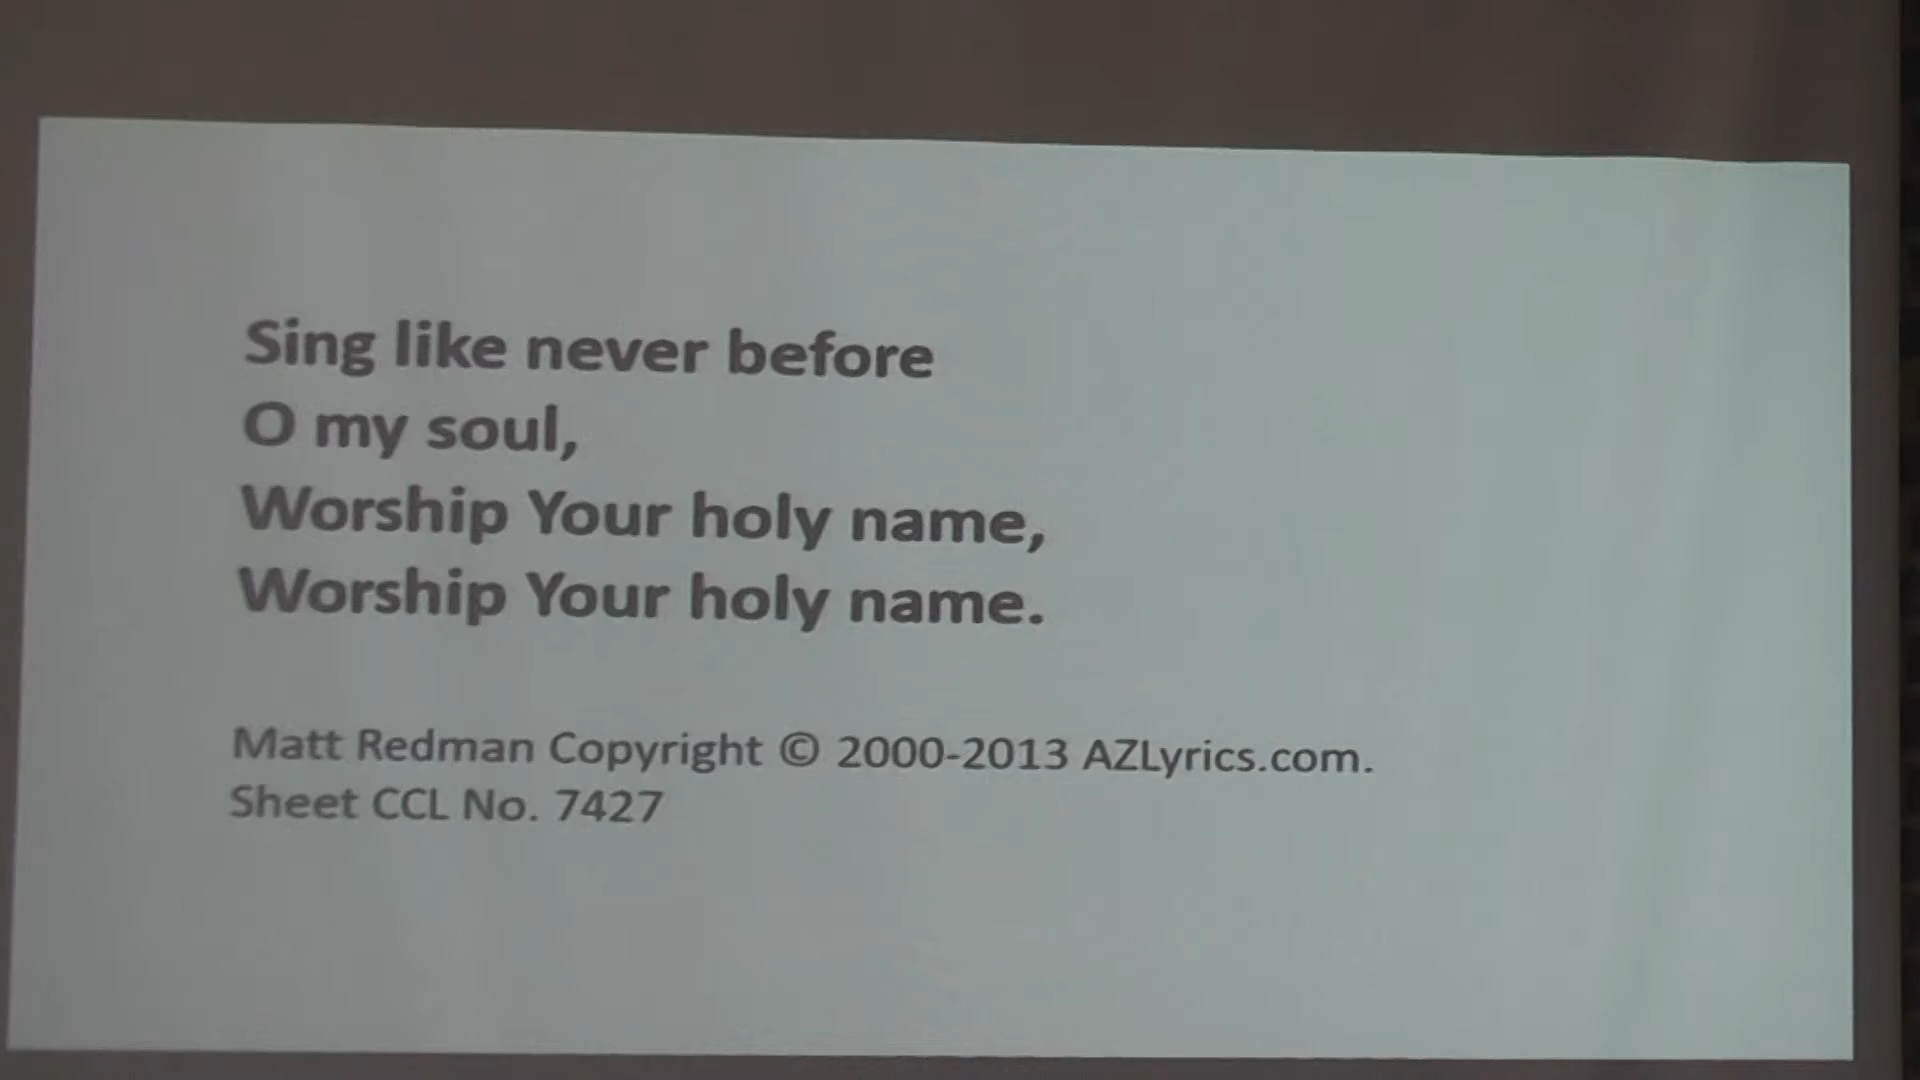 Sing like never before
O my soul,
Worship Your holy name,
Worship Your holy name.
Matt Redman Copyright © 2000-2013 AZLyrics.com.
Sheet CCL No. 7427